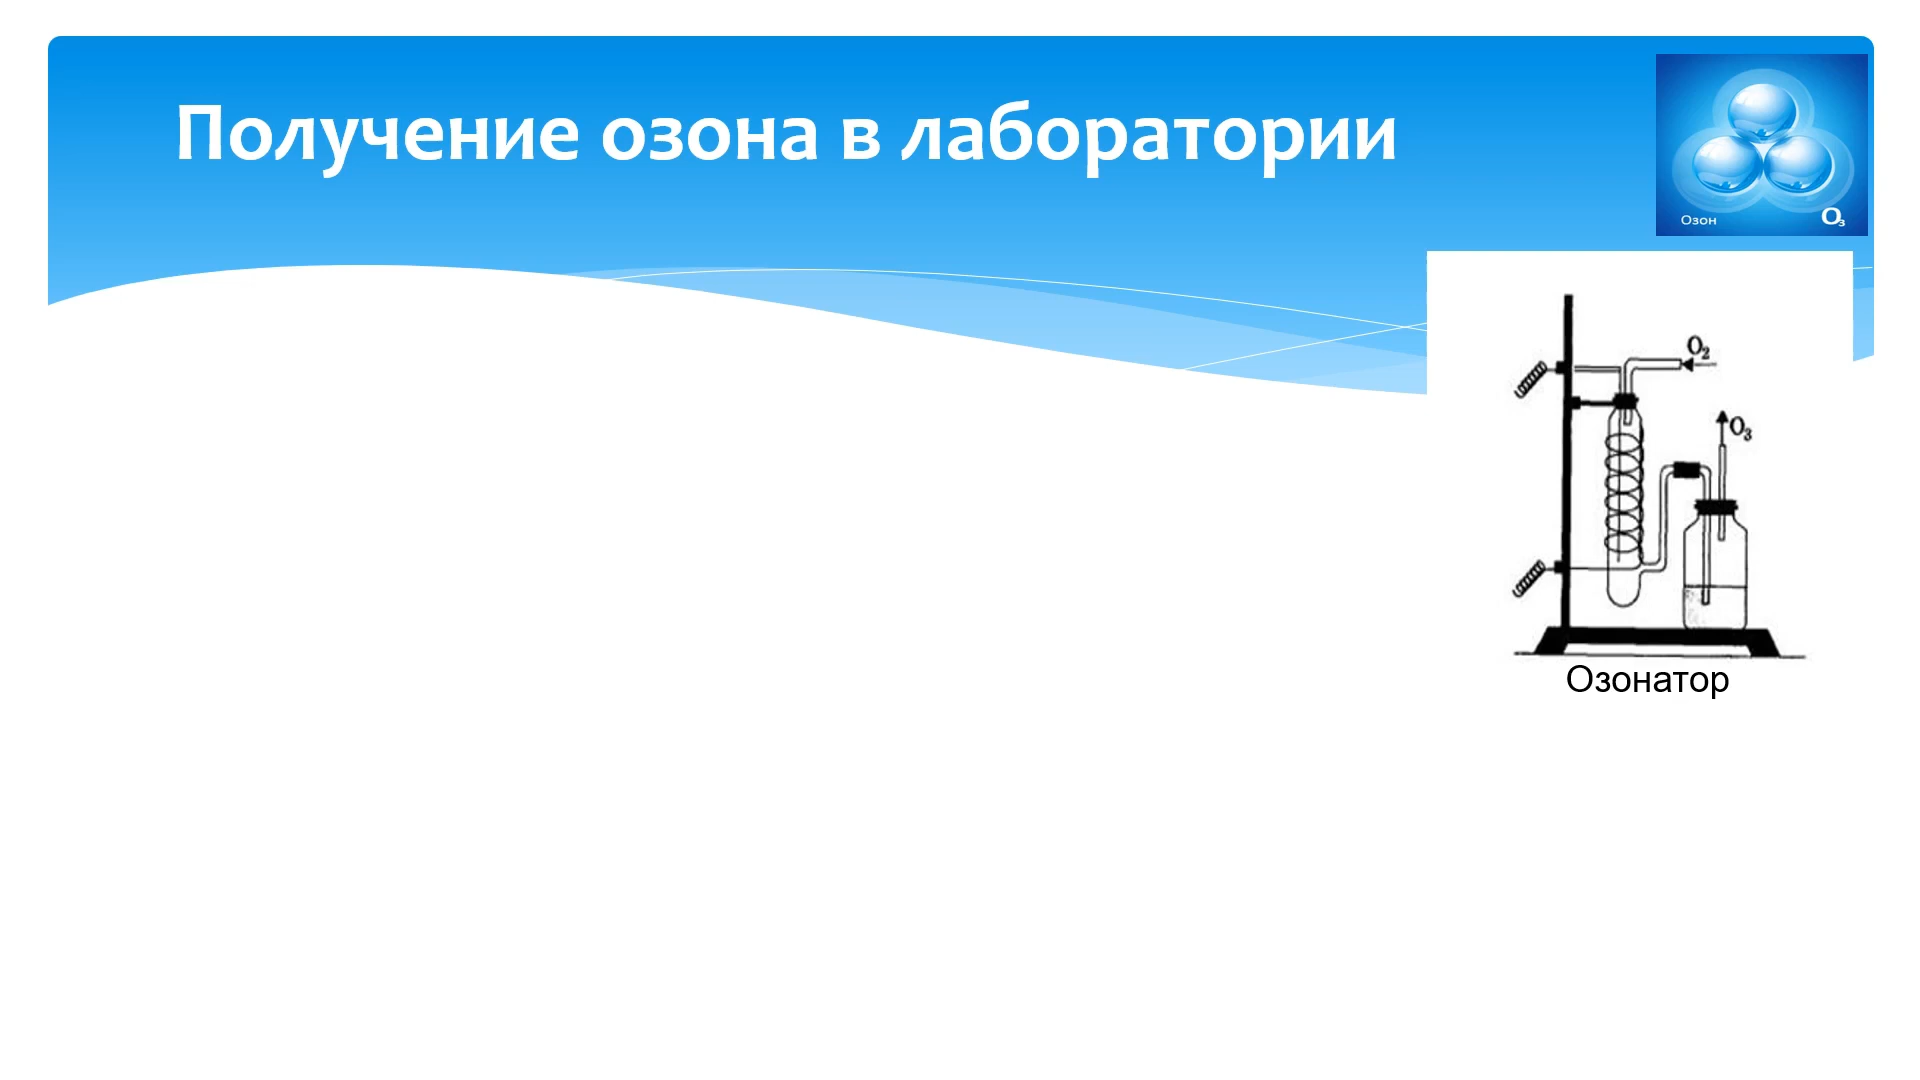 Получение озона в лаборатории
Озон
O₃
O₂
O₃
Озонатор